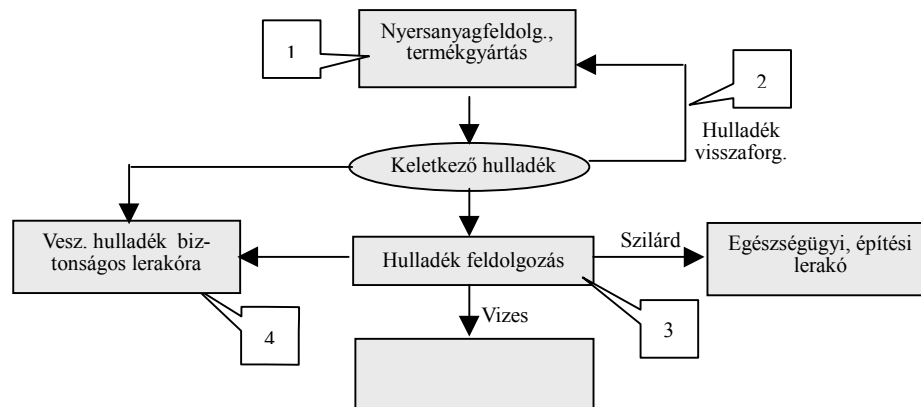 Nyersanyagfeldolg.,
termékgyártás
1
2
Hulladék
visszaforg.
Keletkező hulladék
Vesz. hulladék biz-
tonságos lerakóra
Hulladék feldolgozás
Szilárd
Egészségügyi, építési
lerakó
4
Vizes
3